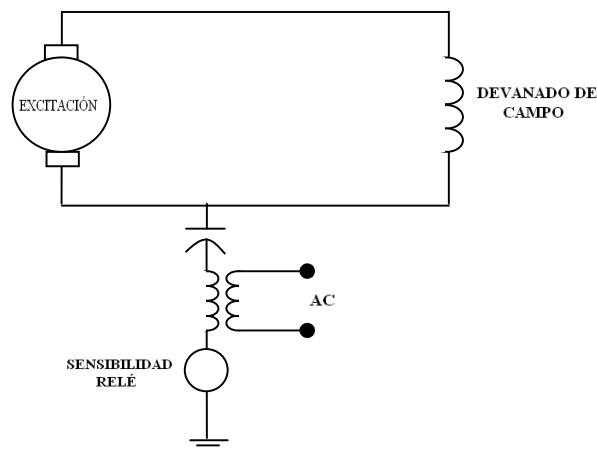 EXCITACIÓN
DEVANADO DE
CAMPO
AC
SENSIBILIDAD
RELÉ